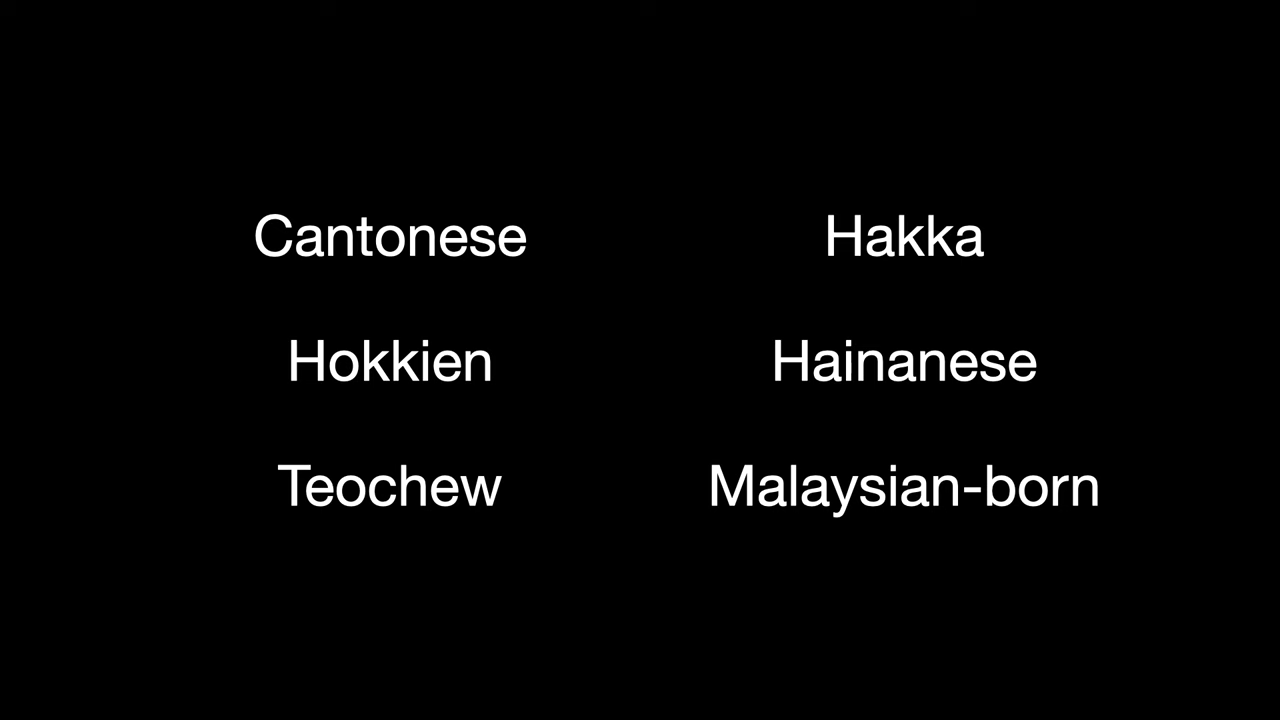 Cantonese
Hokkien
Teochew
Hakka
Hainanese
Malaysian-born